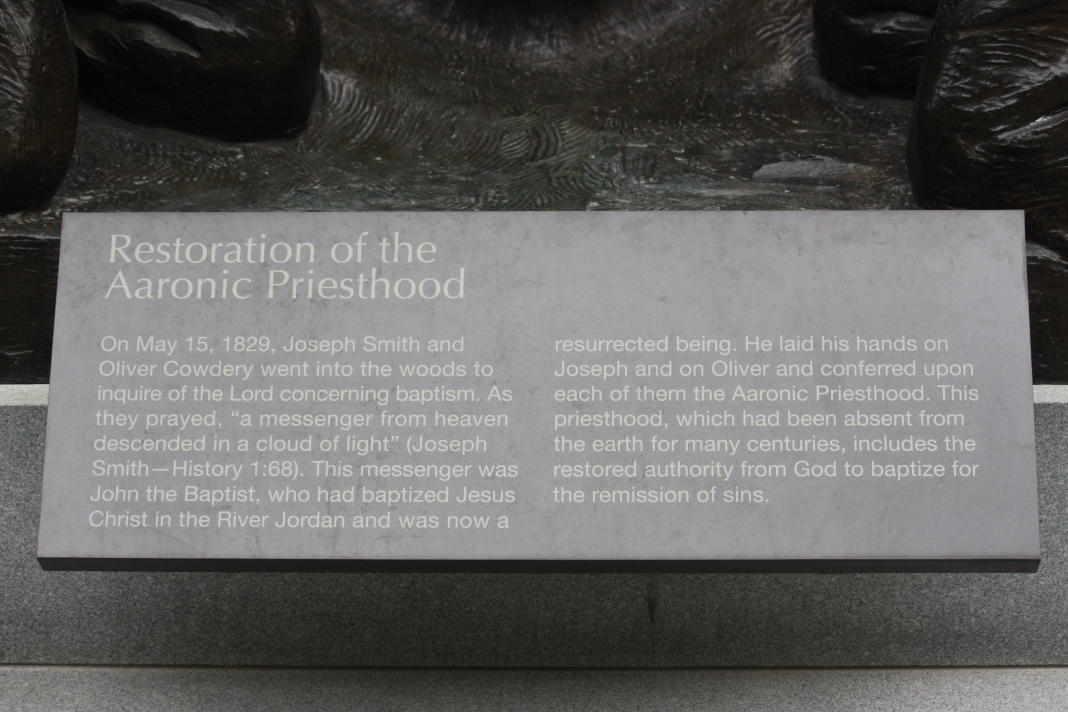 Restoration of the
Aaronic Priesthood
On May 15, 1829, Joseph Smith and
Oliver Cowdery went into the woods to
inquire of the Lord concerning baptism. As
they prayed, “a messenger from heaven
descended in a cloud of light” (Joseph
Smith—History 1:68). This messenger was
John the Baptist, who had baptized Jesus
Christ in the River Jordan and was now a
resurrected being. He laid his hands on
Joseph and on Oliver and conferred upon
each of them the Aaronic Priesthood. This
priesthood, which had been absent from
the earth for many centuries, includes the
restored authority from God to baptize for
the remission of sins.